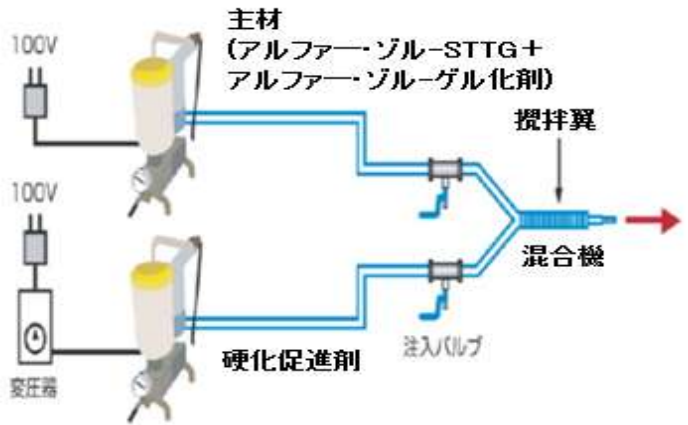 主材
(アルファー・ゾル-STTG+
アルファー・ゾル-ゲル化剤)
100V
攪拌翼
100V
混合機
注入バルブ
硬化促進剤
変圧器